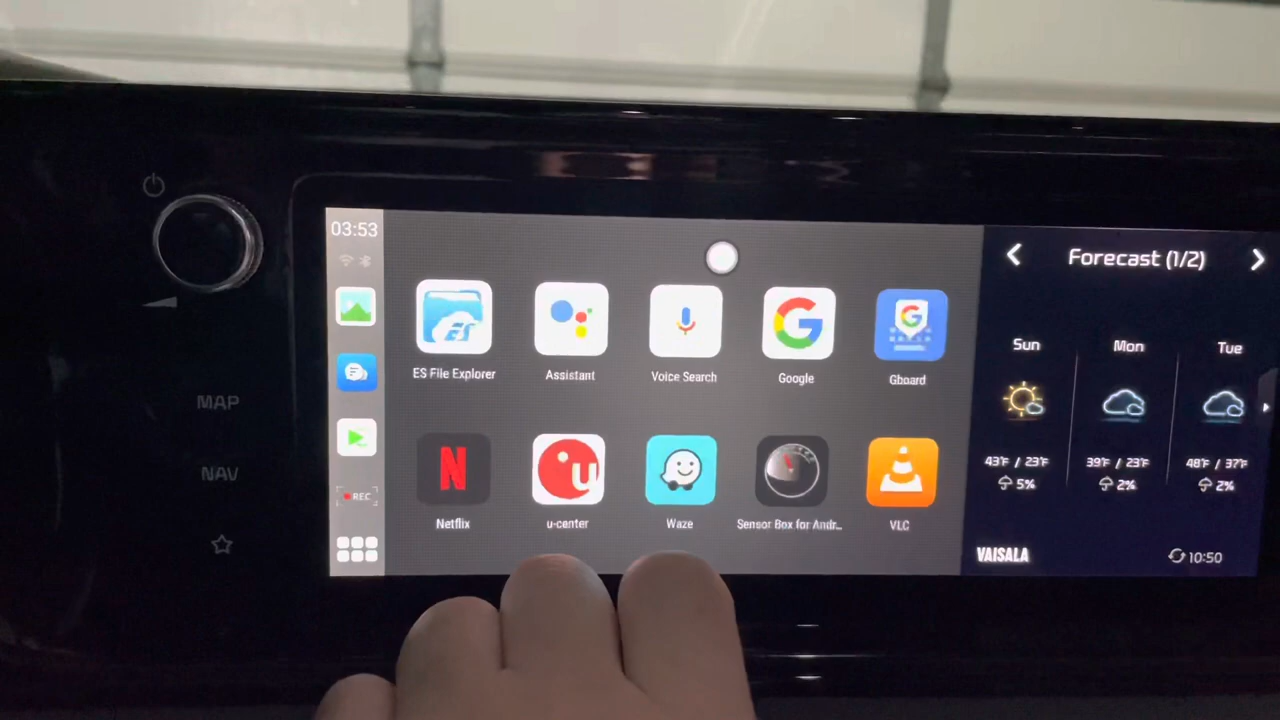 03:53
REC
MAP
NAV
ES
ES File Explorer
Assistant
Voice Search
G
Google
G
Gboard
N
Netflix
u
u-center
Waze
Sensor Box for Andr...
VLC
Forecast (1/2)
Sun
Mon
Tue
43°F / 23°F
39°F / 23°F
48°F / 37°F
5%
2%
2%
VAISALA
10:50